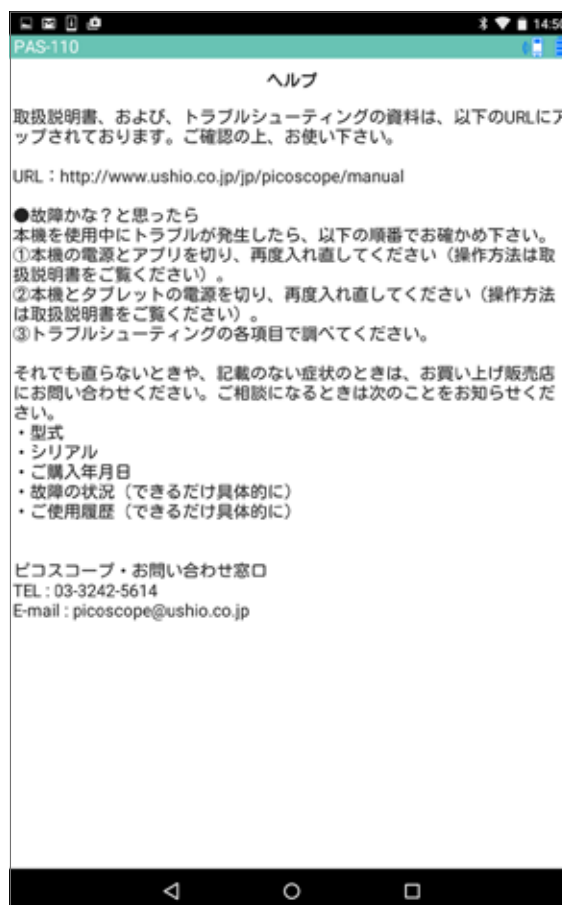 14:50
PAS-110
ヘルプ
取扱説明書、および、トラブルシューティングの資料は、以下のURLにア
ップされております。ご確認の上、お使い下さい。
URL：http://www.ushio.co.jp/jp/picoscope/manual
●故障かな？と思ったら
本機を使用中にトラブルが発生したら、以下の順番でお確かめ下さい。
①本機の電源とアプリを切り、再度入れ直してください（操作方法は取
扱説明書をご覧ください）。
②本機とタブレットの電源を切り、再度入れ直してください（操作方法
は取扱説明書をご覧ください）。
③トラブルシューティングの各項目で調べてください。
それでも直らないときや、記載のない症状のときは、お買い上げ販売店
にお問い合わせください。ご相談になるときは次のことをお知らせくだ
さい。
・型式
・シリアル
・ご購入年月日
・故障の状況（できるだけ具体的に）
・ご使用履歴（できるだけ具体的に）
ピコスコープ・お問い合わせ窓口
TEL : 03-3242-5614
E-mail : picoscope@ushio.co.jp